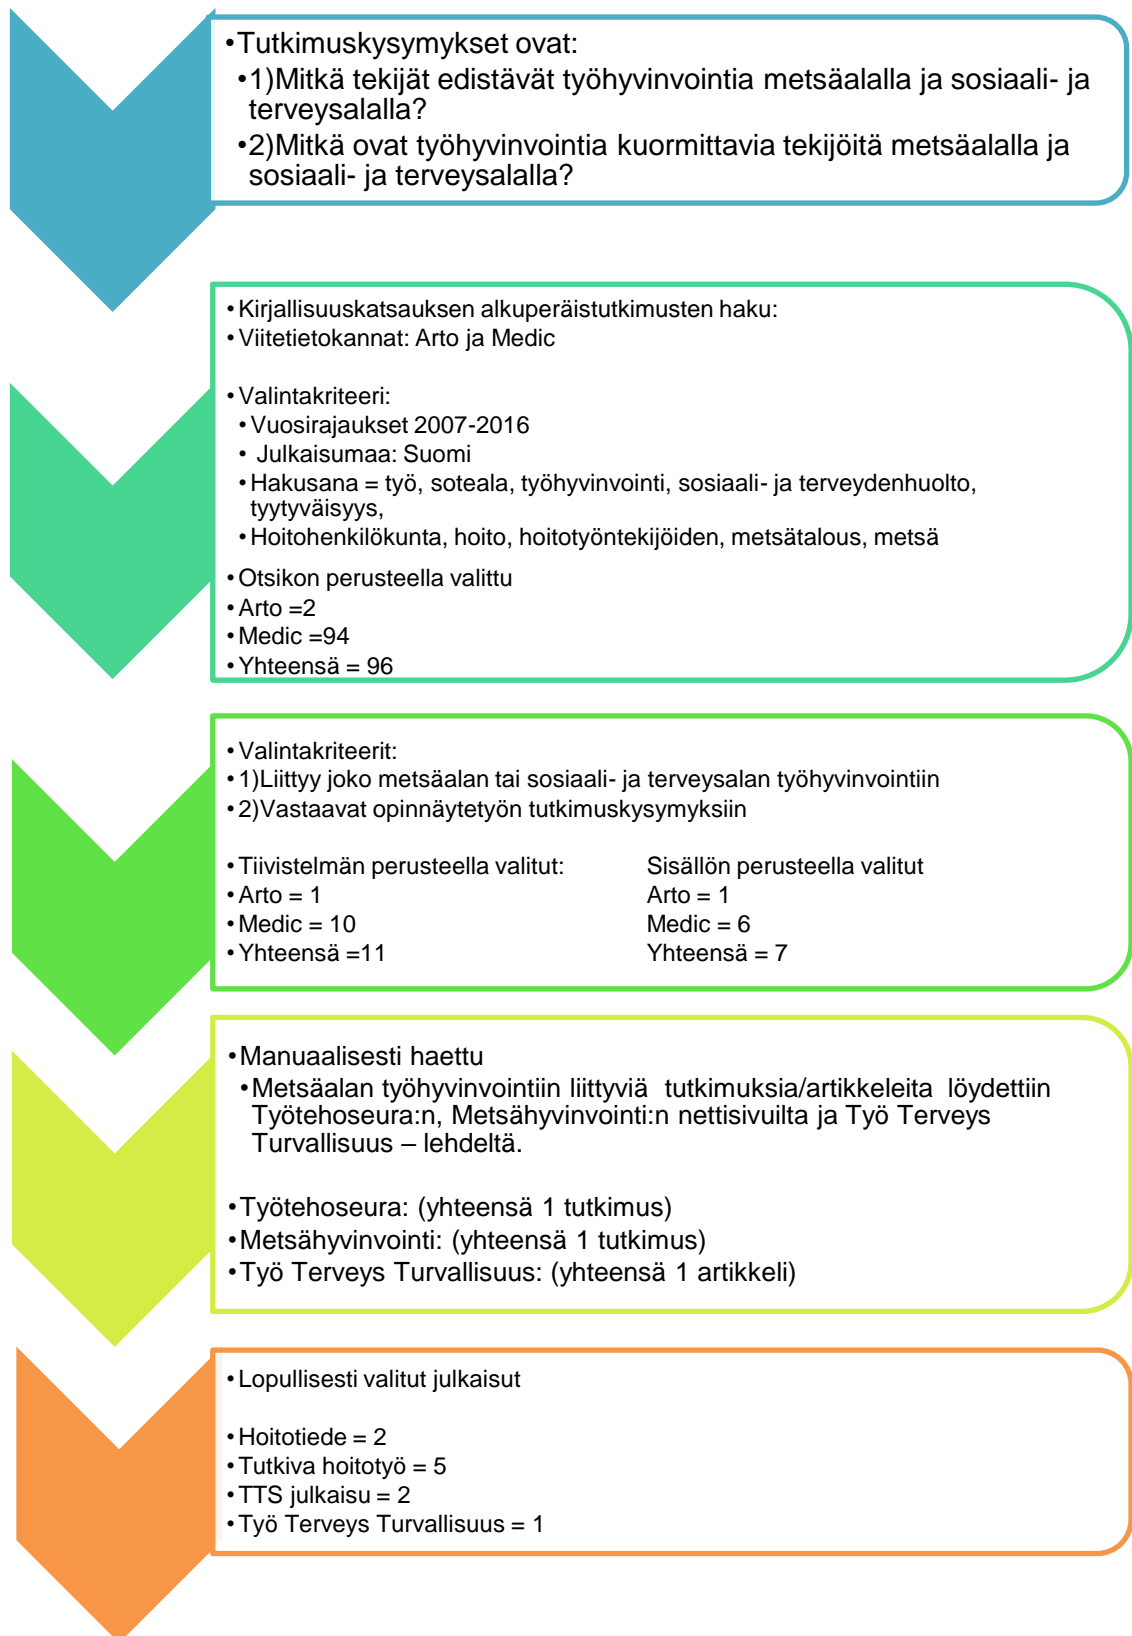 •Tutkimuskysymykset ovat:
•1)Mitkä tekijät edistävät työhyvinvointia metsäalalla ja sosiaali- ja
terveysalalla?
•2)Mitkä ovat työhyvinvointia kuormittavia tekijöitä metsäalalla ja
sosiaali- ja terveysalalla?
•Kirjallisuuskatsauksen alkuperäistutkimusten haku:
•Viitetietokannat: Arto ja Medic
•Valintakriteeri:
•Vuosirajaukset 2007-2016
• Julkaisumaa: Suomi
•Hakusana = työ, soteala, työhyvinvointi, sosiaali- ja terveydenhuolto,
tyytyväisyys,
•Hoitohenkilökunta, hoito, hoitotyöntekijöiden, metsätalous, metsä
•Otsikon perusteella valittu
•Arto =2
•Medic =94
•Yhteensä = 96
•Valintakriteerit:
•1)Liittyy joko metsäalan tai sosiaali- ja terveysalan työhyvinvointiin
•2)Vastaavat opinnäytetyön tutkimuskysymyksiin
•Tiivistelmän perusteella valitut: Sisällön perusteella valitut
•Arto = 1 Arto = 1
•Medic = 10 Medic = 6
•Yhteensä =11 Yhteensä = 7
•Manuaalisesti haettu
•Metsäalan työhyvinvointiin liittyviä tutkimuksia/artikkeleita löydettiin
Työtehoseura:n, Metsähyvinvointi:n nettisivuilta ja Työ Terveys
Turvallisuus – lehdeltä.
•Työtehoseura: (yhteensä 1 tutkimus)
•Metsähyvinvointi: (yhteensä 1 tutkimus)
•Työ Terveys Turvallisuus: (yhteensä 1 artikkeli)
•Lopullisesti valitut julkaisut
•Hoitotiede = 2
•Tutkiva hoitotyö = 5
•TTS julkaisu = 2
•Työ Terveys Turvallisuus = 1